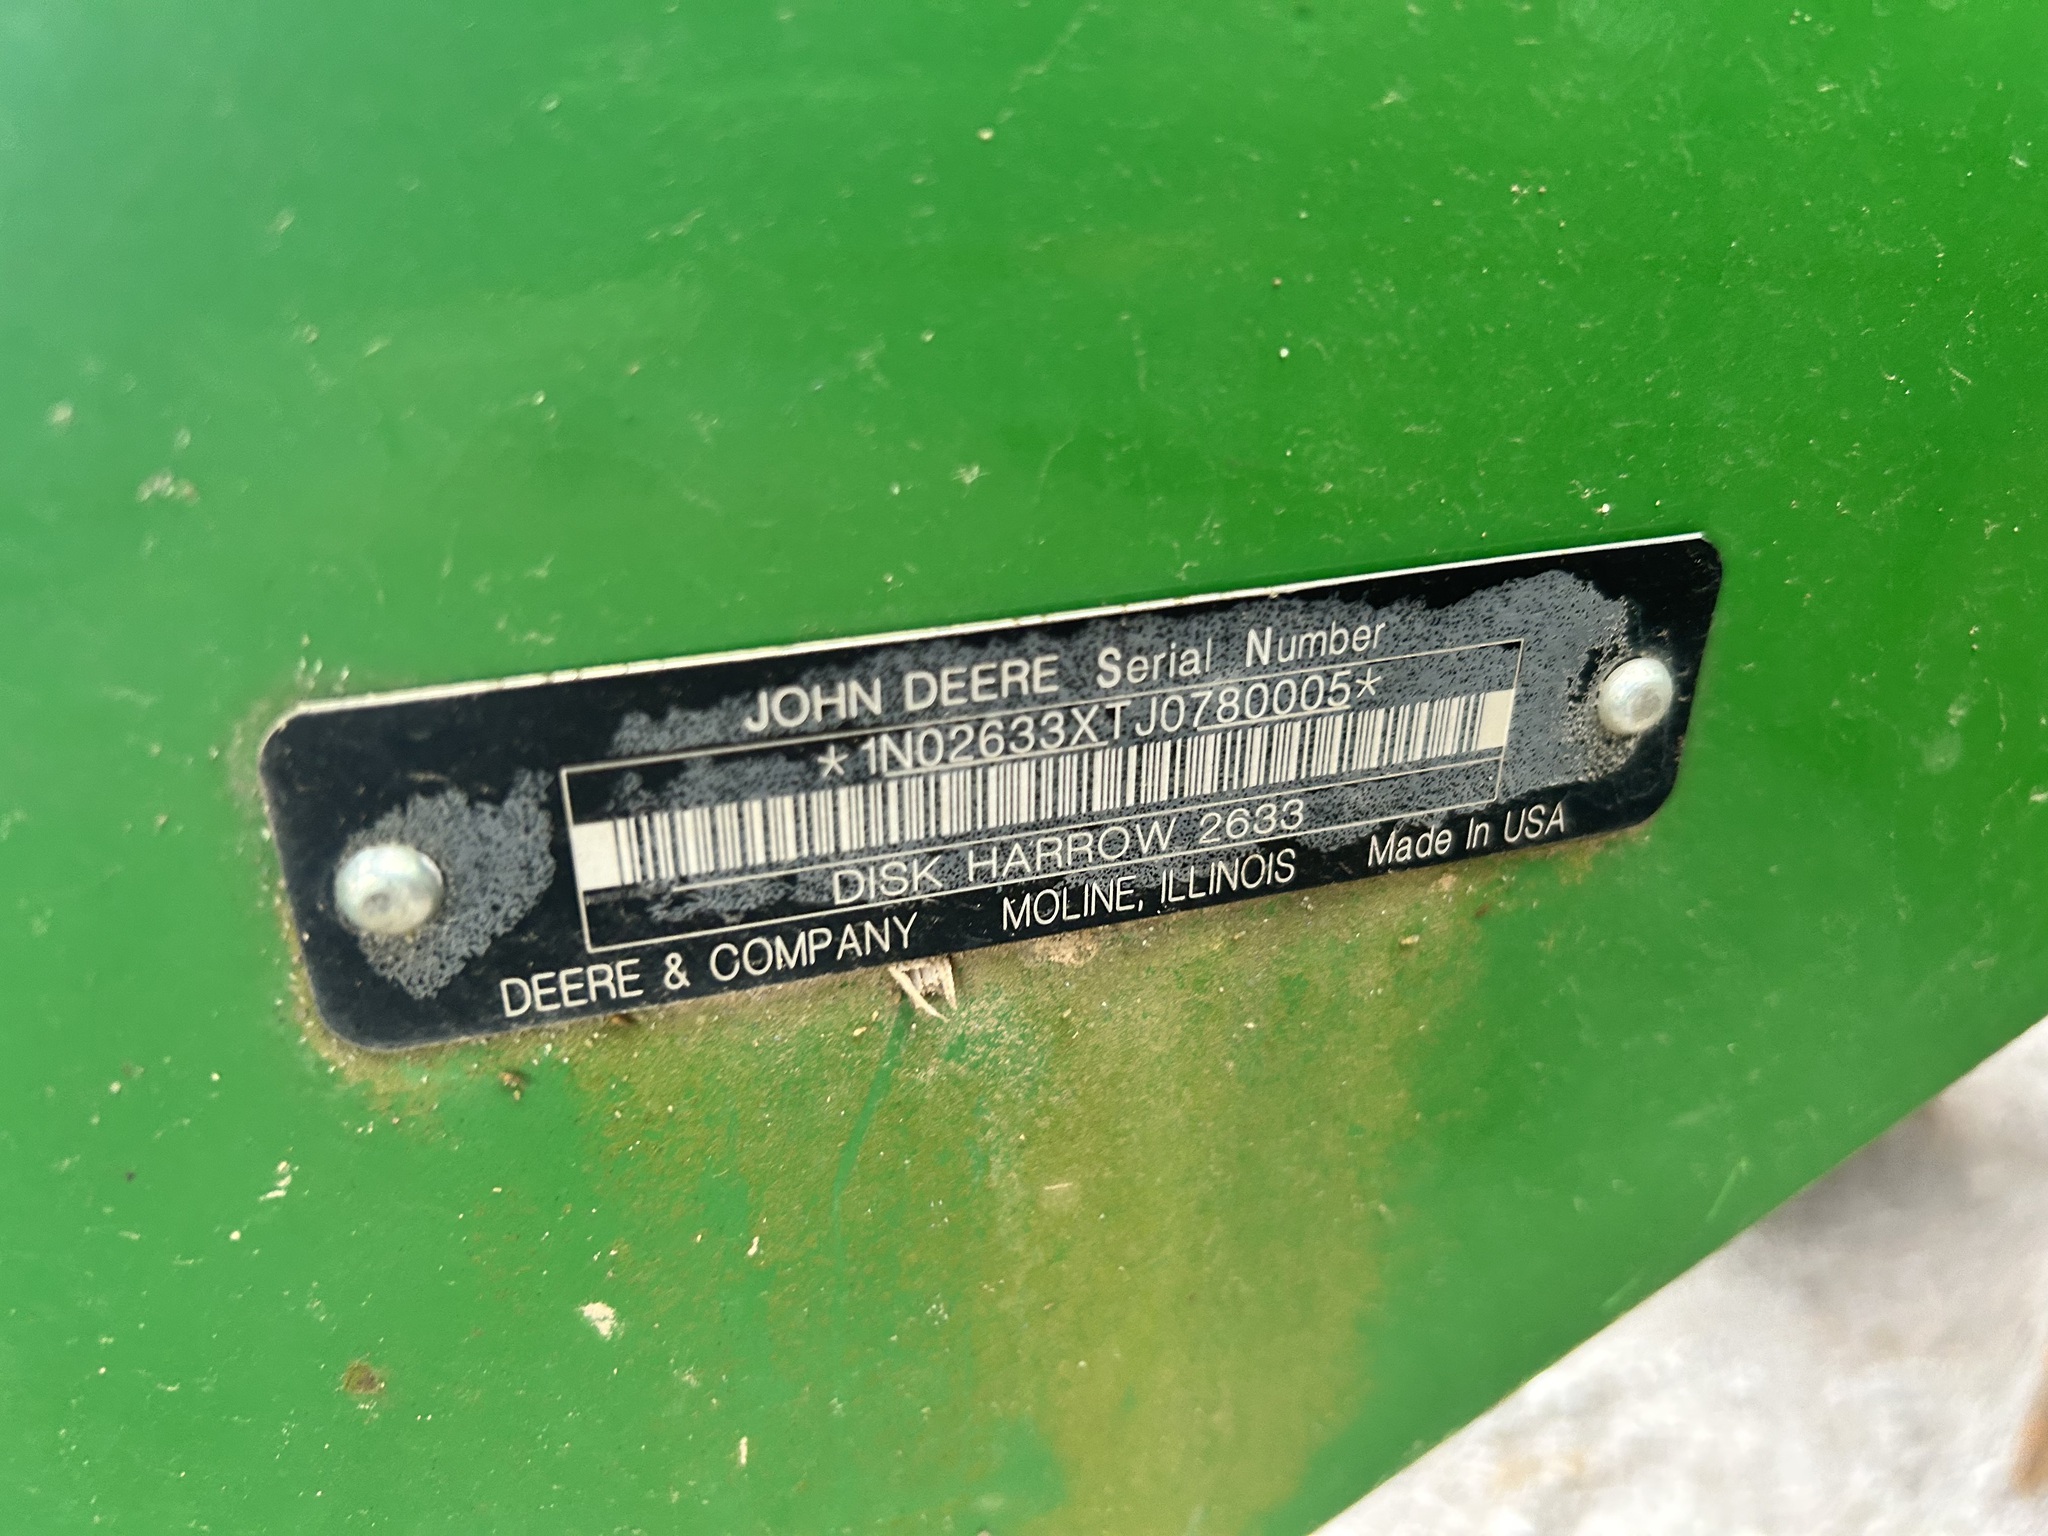 JOHN DEERE Serial Number
*1N02633XTJ0780005*
DISK HARROW 2633
DEERE & COMPANY MOLINE, ILLINOIS Made In USA